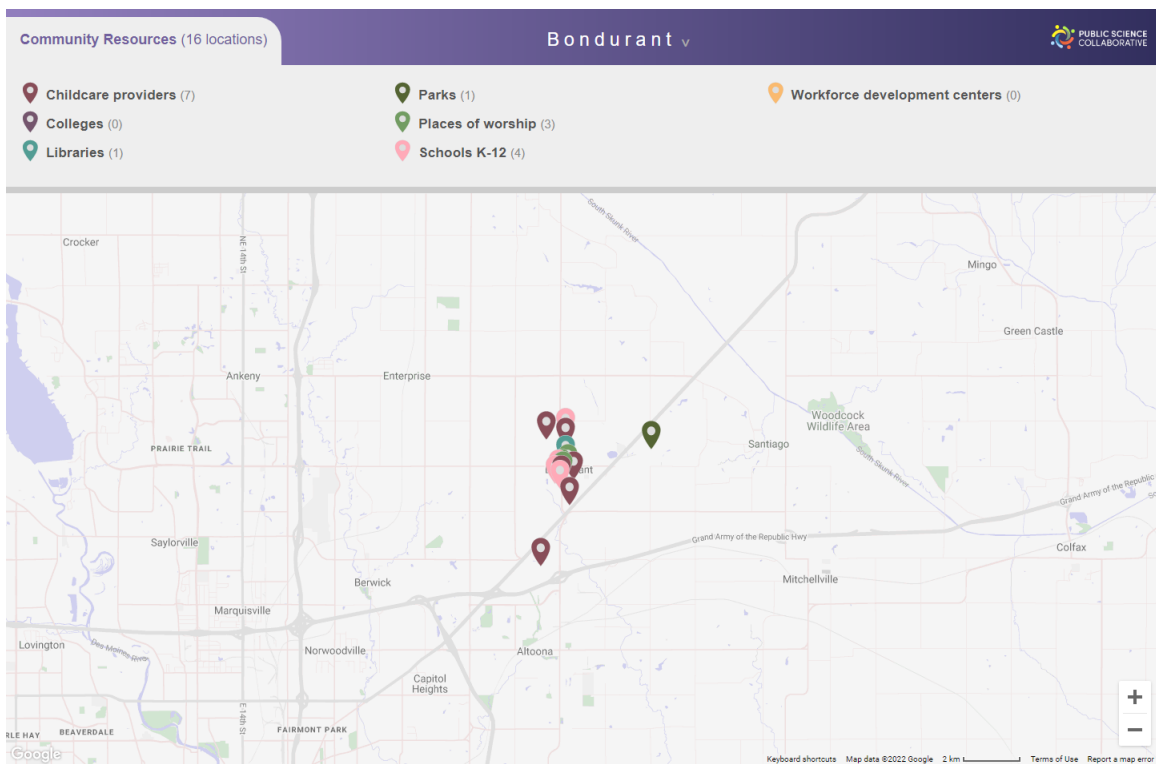 Community Resources (16 locations)
Bondurant v
PUBLIC SCIENCE
COLLABORATIVE
Childcare providers (7)
Parks (1)
Workforce development centers (0)
Colleges (0)
Places of worship (3)
Libraries (1)
Schools K-12 (4)
South Skunk River
Crocker
NE 14th St
Mingo
Green Castle
Ankeny
Enterprise
Woodcock
Wildlife Area
PRAIRIE TRAIL
Santiago
South Skunk River
Grand Army of the Republic
Grand Army of the Republic Hwy
Saylorville
Colfax
Berwick
Mitchellville
Marquisville
Lovington
Des Moines River
Norwoodville
Altoona
Capitol
Heights
E 14th St
FAIRMONT PARK
BEAVERDALE
RLE HAY
Google
Keyboard shortcuts
Map data ©2022 Google
2 km
Terms of Use
Report a map error